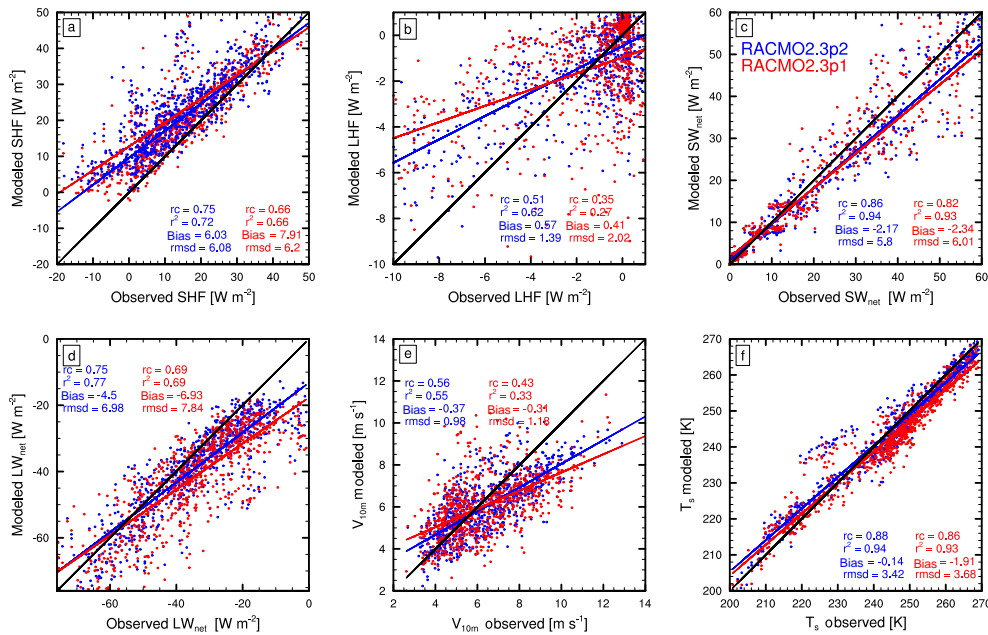 a
Modeled SHF [W m-2]
50
40
30
20
10
0
-10
-20
-20 -10 0 10 20 30 40 50
Observed SHF [W m-2]
rc = 0.75
r2 = 0.72
Bias = 6.03
rmsd = 6.08
rc = 0.66
r2 = 0.66
Bias = 7.91
rmsd = 6.2
b
Modeled LHF [W m-2]
0
-2
-4
-6
-8
-10
-10 -8 -6 -4 -2 0
Observed LHF [W m-2]
rc = 0.51
r2 = 0.62
Bias = 0.57
rmsd = 1.39
rc = 0.35
r2 = 0.27
Bias = 0.41
rmsd = 2.02
c
RACMO2.3p2
RACMO2.3p1
Modeled SWnet [W m-2]
60
50
40
30
20
10
0
0 10 20 30 40 50 60
Observed SWnet [W m-2]
rc = 0.86
r2 = 0.94
Bias = -2.17
rmsd = 5.8
rc = 0.82
r2 = 0.93
Bias = -2.34
rmsd = 6.01
d
Modeled LWnet [W m-2]
0
-20
-40
-60
-60 -40 -20 0
Observed LWnet [W m-2]
rc = 0.75
r2 = 0.77
Bias = -4.5
rmsd = 6.98
rc = 0.69
r2 = 0.69
Bias = -6.93
rmsd = 7.84
e
V10m modeled [m s-1]
14
12
10
8
6
4
2
2 4 6 8 10 12 14
V10m observed [m s-1]
rc = 0.56
r2 = 0.55
Bias = -0.37
rmsd = 0.98
rc = 0.43
r2 = 0.33
Bias = -0.31
rmsd = 1.18
f
Ts modeled [K]
270
260
250
240
230
220
210
200
200 210 220 230 240 250 260 270
Ts observed [K]
rc = 0.88
r2 = 0.94
Bias = -0.14
rmsd = 3.42
rc = 0.86
r2 = 0.93
Bias = -1.91
rmsd = 3.68